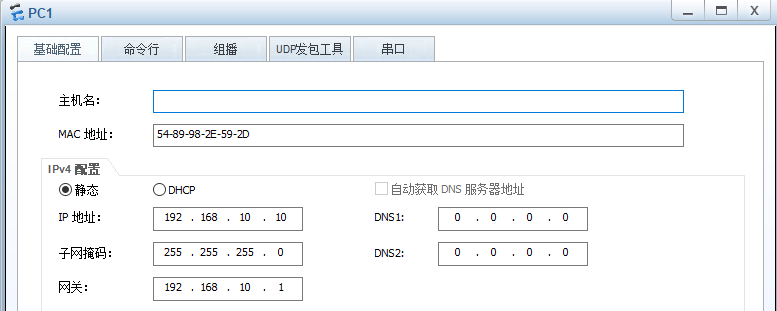 PC1
基础配置 命令行 组播 UDP发包工具 串口
主机名:
MAC 地址: 54-89-98-2E-59-2D
IPv4 配置
静态 DHCP 自动获取 DNS 服务器地址
IP 地址: 192 . 168 . 10 . 10 DNS1: 0 . 0 . 0 . 0
子网掩码: 255 . 255 . 255 . 0 DNS2: 0 . 0 . 0 . 0
网关: 192 . 168 . 10 . 1